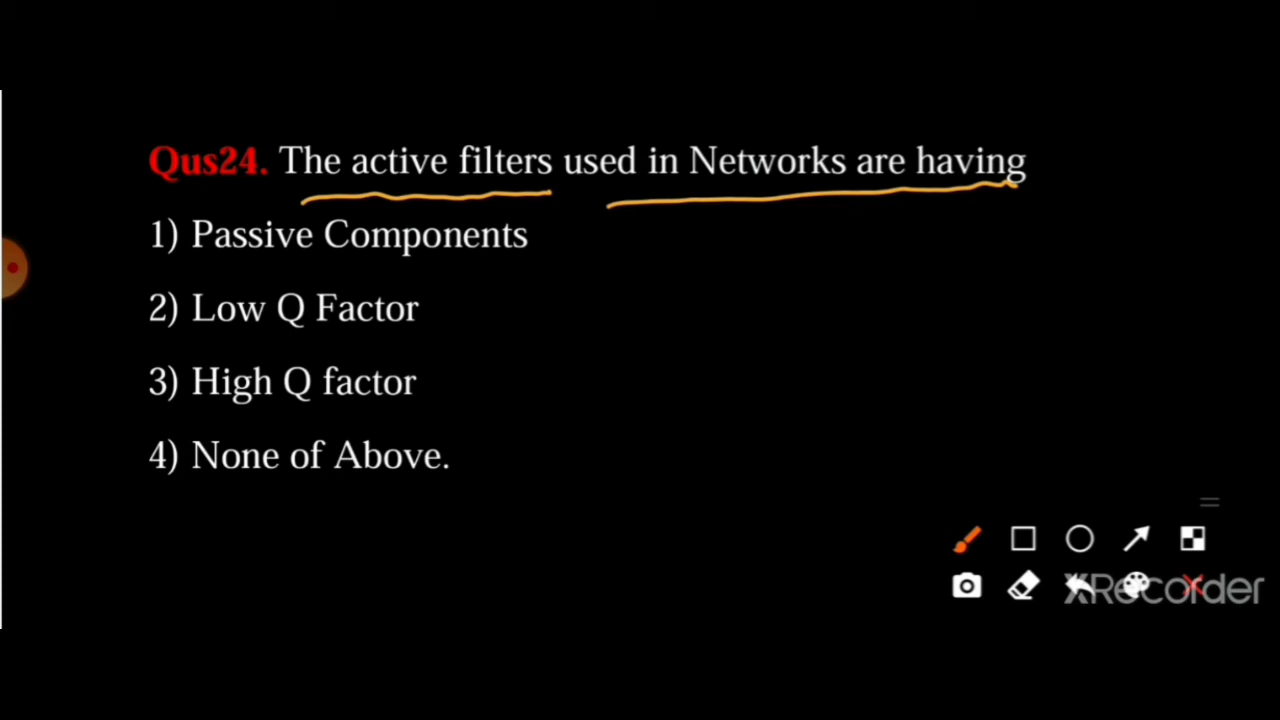 Qus24. The active filters used in Networks are having
1) Passive Components
2) Low Q Factor
3) High Q factor
4) None of Above.
XRecorder